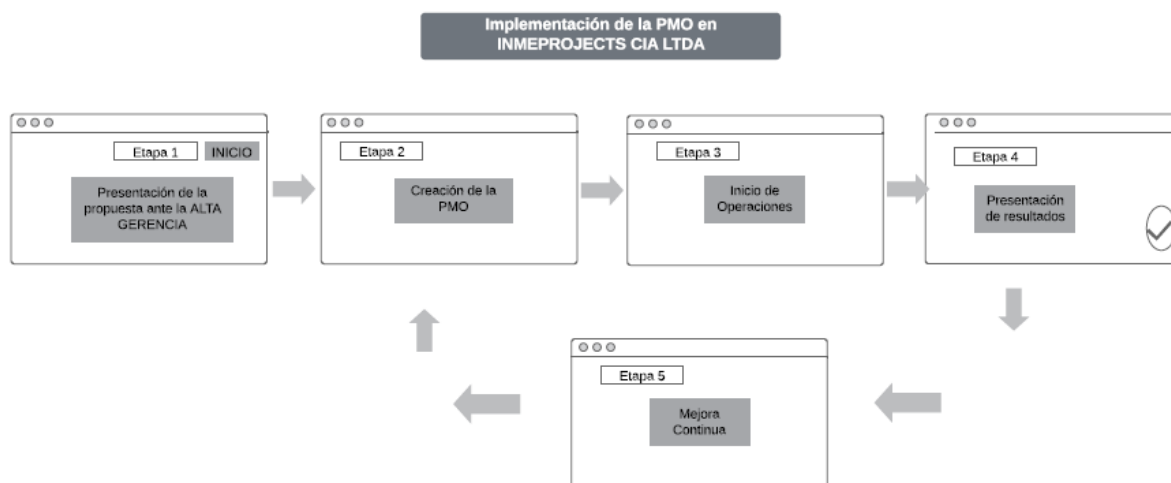 Implementación de la PMO en
INMEPROJECTS CIA LTDA
Etapa 1
INICIO
Presentación de la
propuesta ante la ALTA
GERENCIA
Etapa 2
Creación de la
PMO
Etapa 3
Inicio de
Operaciones
Etapa 4
Presentación
de resultados
Etapa 5
Mejora
Continua